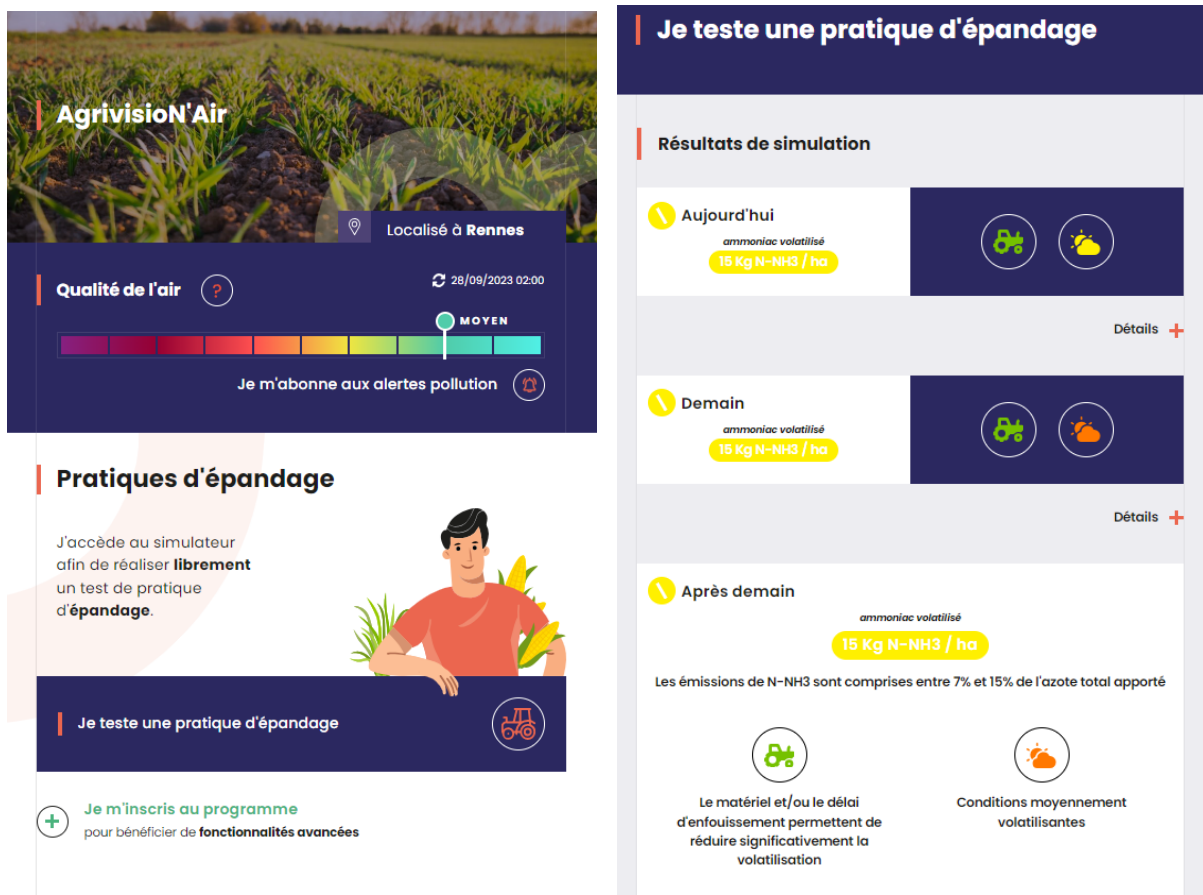 AgrivisioN'Air
Localisé à Rennes
Qualité de l'air ?
28/09/2023 02:00
MOYEN
Je m'abonne aux alertes pollution
Pratiques d'épandage
J'accède au simulateur
afin de réaliser librement
un test de pratique
d'épandage.
Je teste une pratique d'épandage
Je m'inscris au programme
pour bénéficier de fonctionnalités avancées
Je teste une pratique d'épandage
Résultats de simulation
Aujourd'hui
ammoniac volatilisé
15 Kg N-NH3 / ha
Détails +
Demain
ammoniac volatilisé
15 Kg N-NH3 / ha
Détails +
Après demain
ammoniac volatilisé
15 Kg N-NH3 / ha
Les émissions de N-NH3 sont comprises entre 7% et 15% de l'azote total apporté
Le matériel et/ou le délai
d'enfouissement permettent de
réduire significativement la
volatilisation
Conditions moyennement
volatilisantes